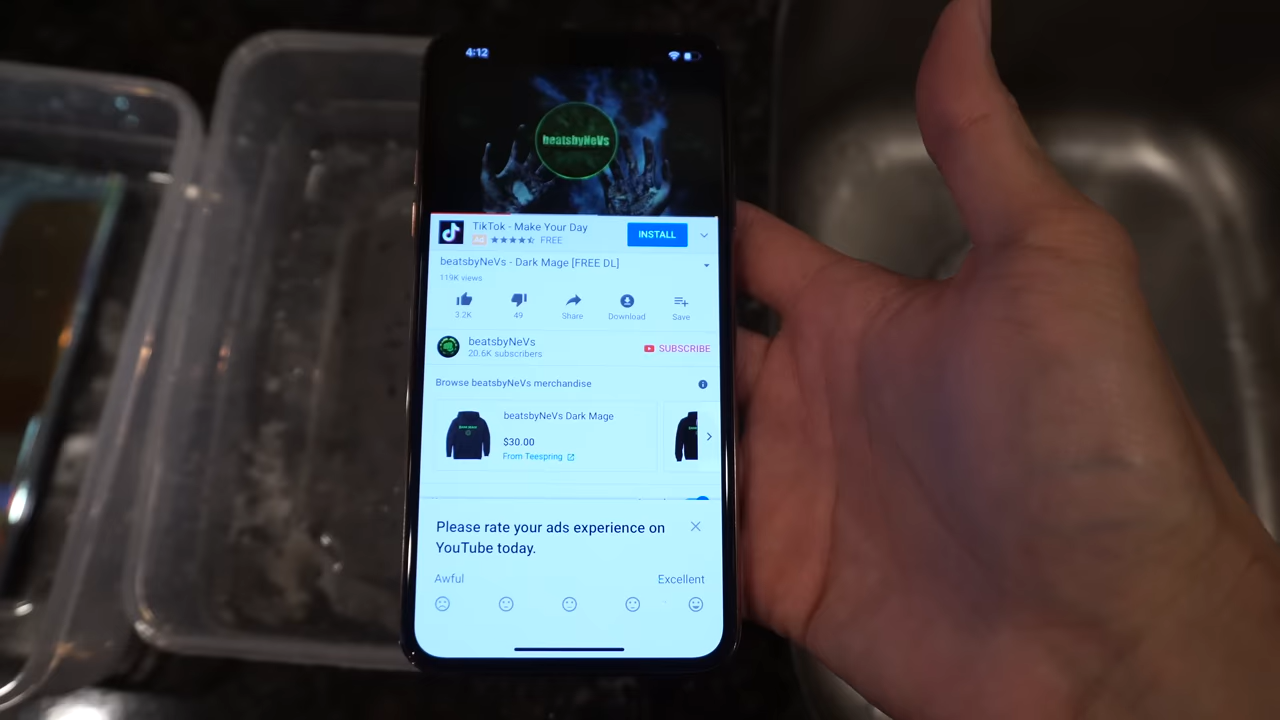 4:12
beatsbyNeVs
TikTok - Make Your Day
Ad ★★★★⯪ FREE
INSTALL
beatsbyNeVs - Dark Mage [FREE DL]
119K views
3.2K
49
Share
Download
Save
beatsbyNeVs
20.6K subscribers
SUBSCRIBE
Browse beatsbyNeVs merchandise
beatsbyNeVs Dark Mage
$30.00
From Teespring
Please rate your ads experience on
YouTube today.
Awful
Excellent